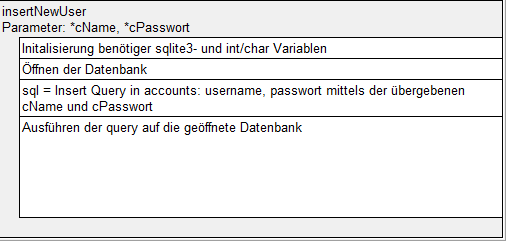 insertNewUser
Parameter: *cName, *cPasswort
Initalisierung benötiger sqlite3- und int/char Variablen
Öffnen der Datenbank
sql = Insert Query in accounts: username, passwort mittels der übergebenen
cName und cPasswort
Ausführen der query auf die geöffnete Datenbank